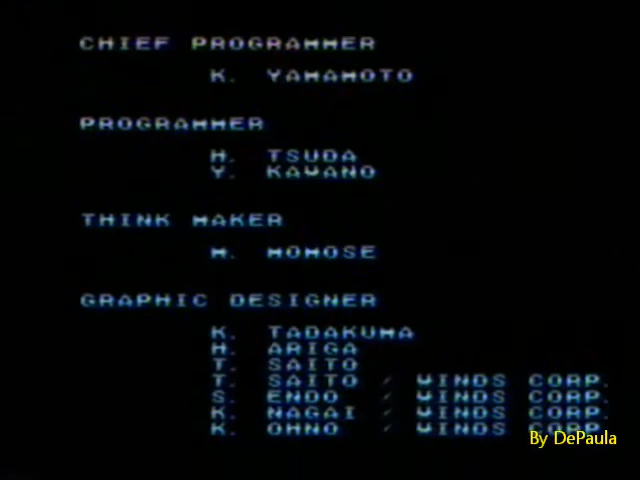 CHIEF PROGRAMMER
K. YAMAMOTO
PROGRAMMER
H. TSUDA
Y. KAWANO
THINK MAKER
M. MOMOSE
GRAPHIC DESIGNER
K. TADAKUMA
H. ARIGA
T. SAITO
T. SAITO / WINDS CORP.
S. ENDO / WINDS CORP.
K. NAGAI / WINDS CORP.
K. OHNO / WINDS CORP.
By DePaula